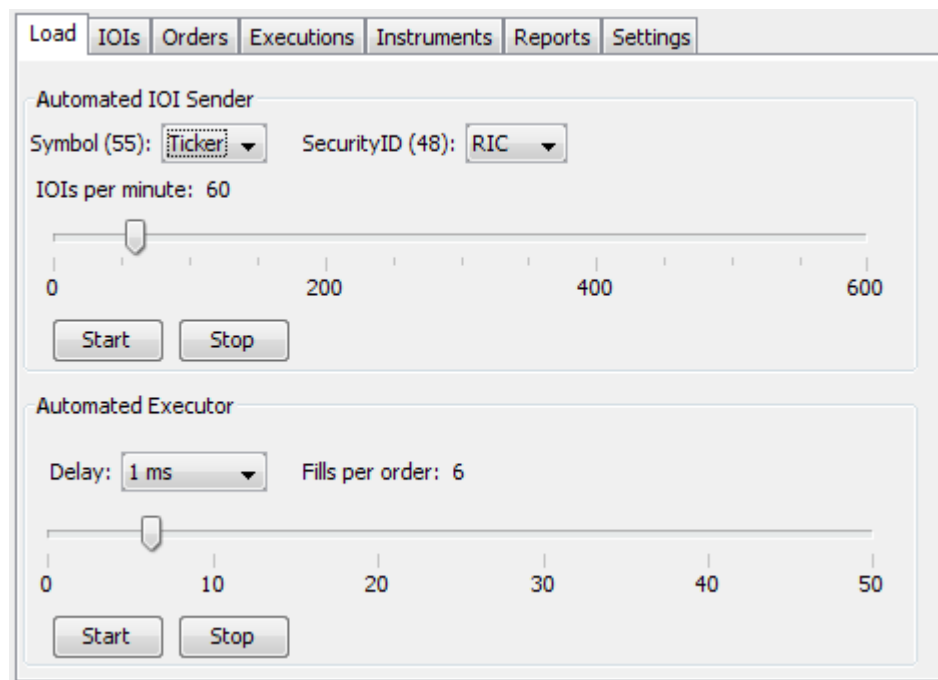 Load IOIs Orders Executions Instruments Reports Settings
Automated IOI Sender
Symbol (55): Ticker SecurityID (48): RIC
IOIs per minute: 60
0 200 400 600
Start Stop
Automated Executor
Delay: 1 ms Fills per order: 6
0 10 20 30 40 50
Start Stop